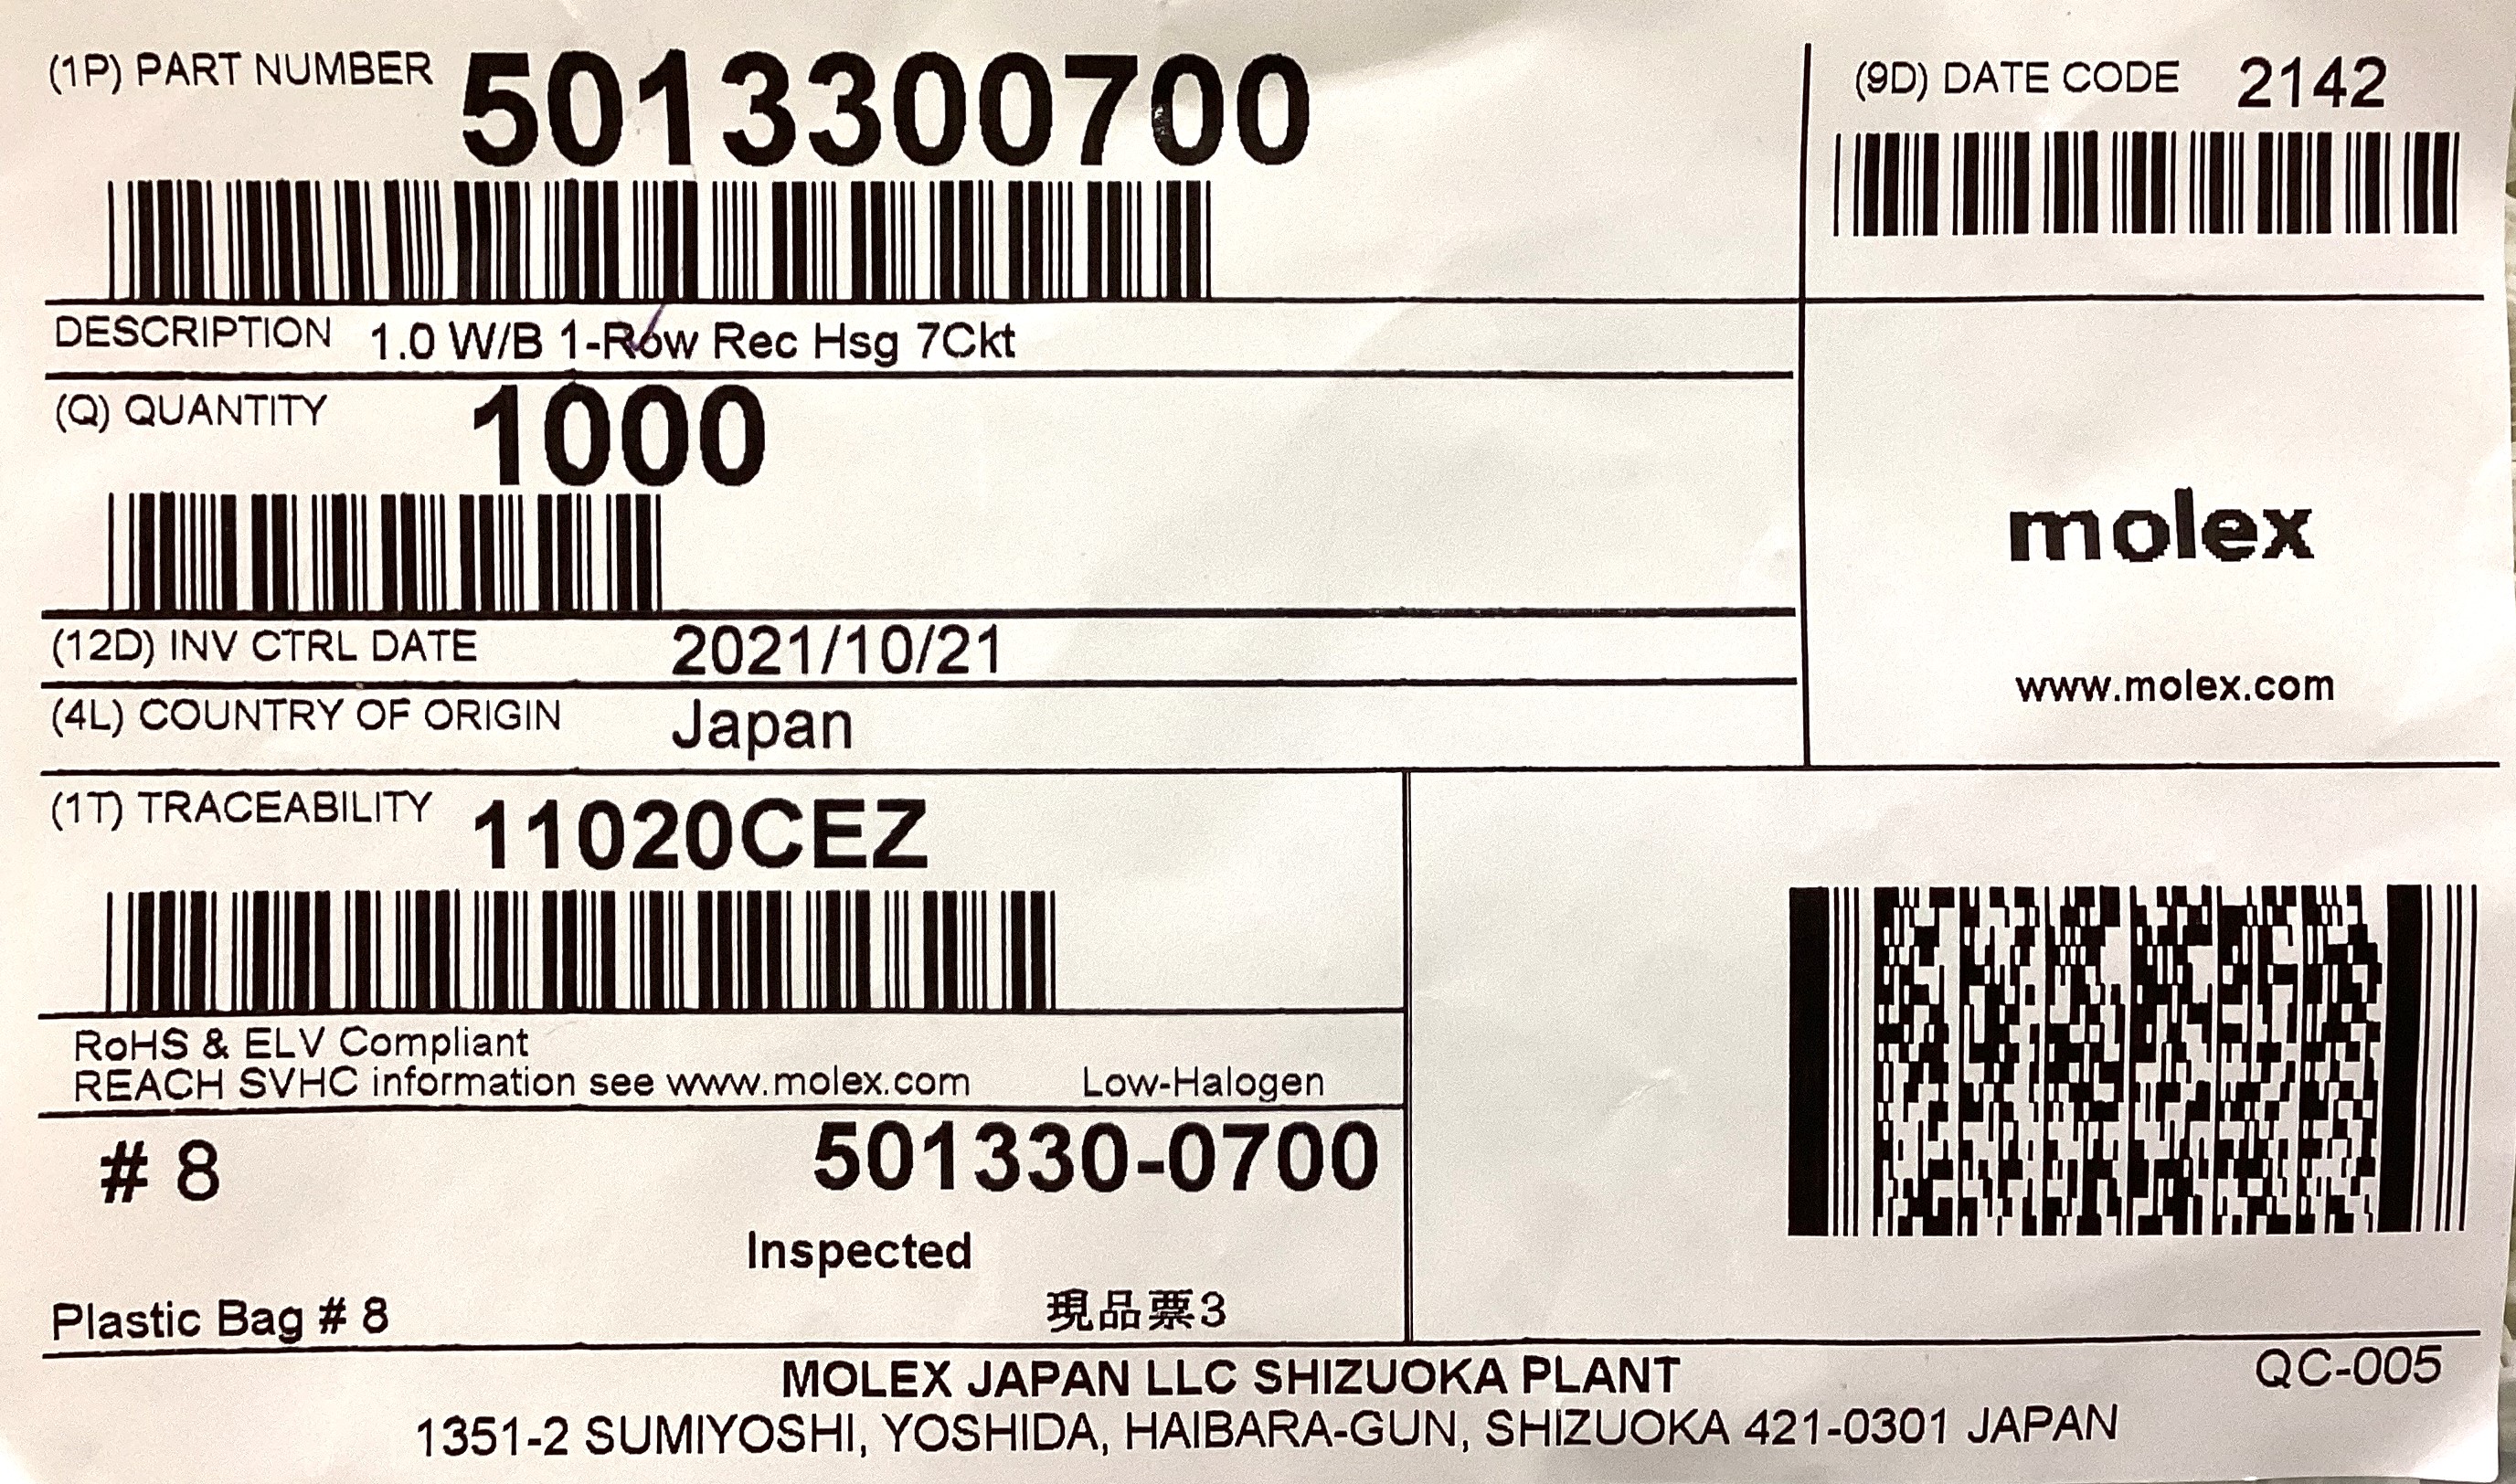 (1P) PART NUMBER 5013300700
(9D) DATE CODE 2142
DESCRIPTION 1.0 W/B 1-Row Rec Hsg 7Ckt
(Q) QUANTITY 1000
molex
(12D) INV CTRL DATE 2021/10/21
www.molex.com
(4L) COUNTRY OF ORIGIN Japan
(1T) TRACEABILITY 11020CEZ
RoHS & ELV Compliant
REACH SVHC information see www.molex.com Low-Halogen
# 8 501330-0700
Inspected
Plastic Bag # 8 現品票3
MOLEX JAPAN LLC SHIZUOKA PLANT QC-005
1351-2 SUMIYOSHI, YOSHIDA, HAIBARA-GUN, SHIZUOKA 421-0301 JAPAN